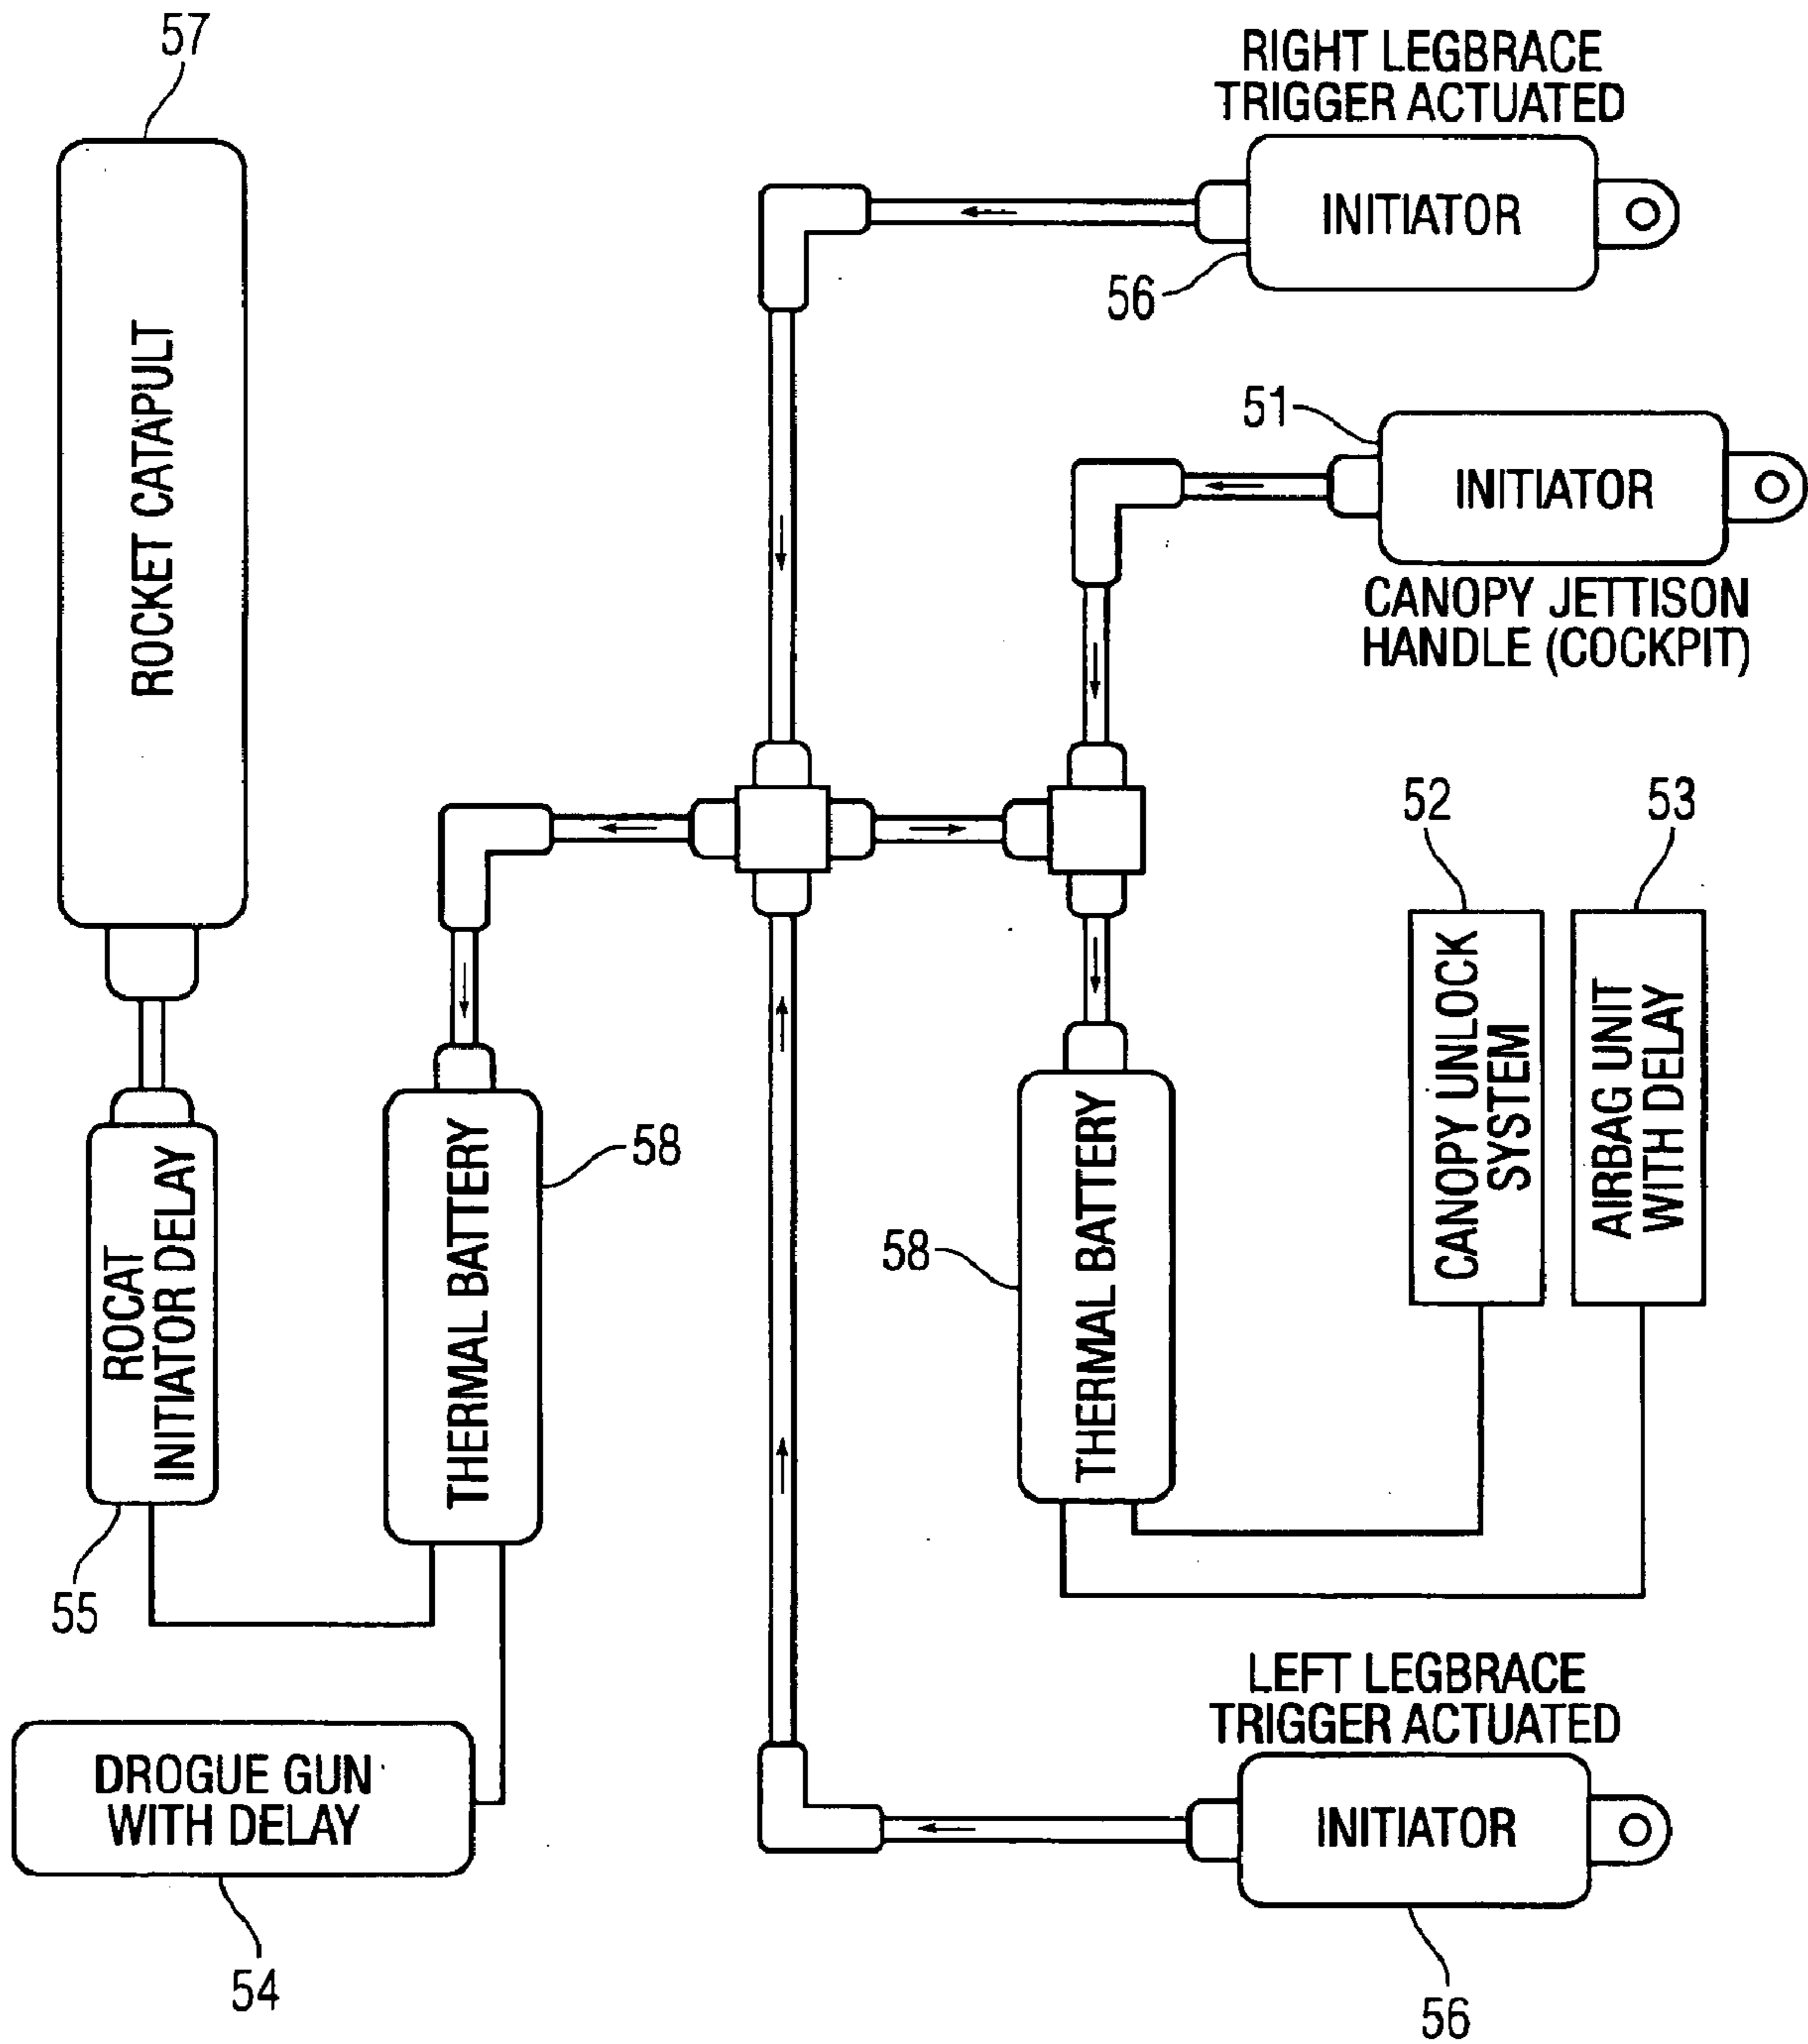 57
RIGHT LEGBRACE
TRIGGER ACTUATED
INITIATOR
56
ROCKET CATAPULT
51
INITIATOR
CANOPY JETTISON
HANDLE (COCKPIT)
52
53
CANOPY UNLOCK
SYSTEM
AIRBAG UNIT
WITH DELAY
ROCAT
INITIATOR DELAY
55
THERMAL BATTERY
58
THERMAL BATTERY
58
LEFT LEGBRACE
TRIGGER ACTUATED
INITIATOR
56
DROGUE GUN
WITH DELAY
54